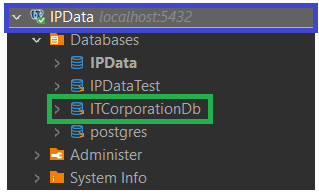 IPData localhost:5432
Databases
IPData
IPDataTest
ITCorporationDb
postgres
Administer
System Info